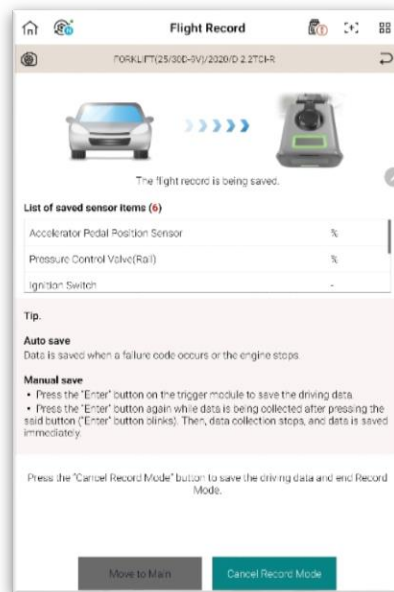 Flight Record
FORKLIFT(25/30D-9V)/2020/D 2.2TCI-R
The flight record is being saved.
List of saved sensor items (6)
Accelerator Pedal Position Sensor %
Pressure Control Valve(Rail) %
Ignition Switch -
Tip.
Auto save
Data is saved when a failure code occurs or the engine stops.
Manual save
• Press the "Enter" button on the trigger module to save the driving data.
• Press the "Enter" button again while data is being collected after pressing the
said button ("Enter" button blinks). Then, data collection stops, and data is saved
immediately.
Press the "Cancel Record Mode" button to save the driving data and end Record
Mode.
Move to Main
Cancel Record Mode